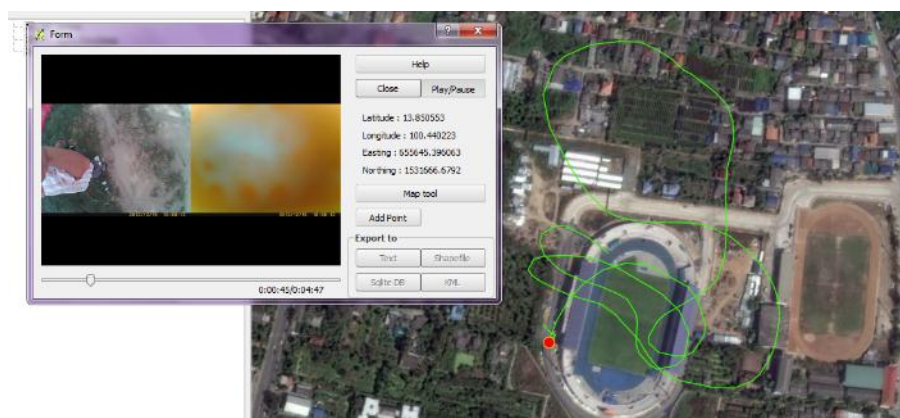 Form
Help
Close
Play/Pause
Latitude : 13.850553
Longitude : 100.440223
Easting : 655645.396063
Northing : 1531666.6792
Map tool
Add Point
Export to
Text
Shapefile
Sqlite DB
KML
0:00:45/0:04:47